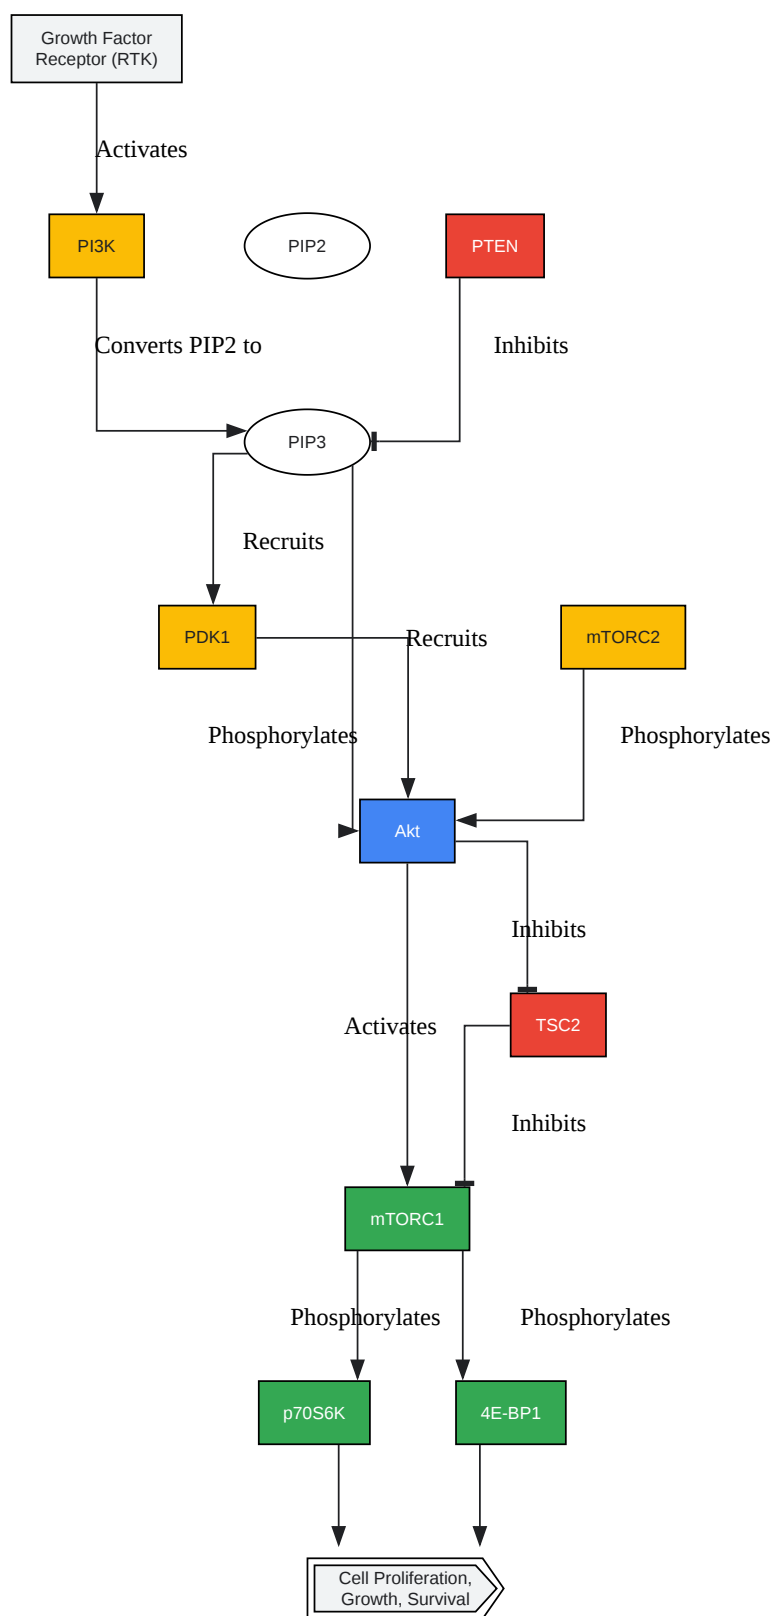 Growth Factor
Receptor (RTK)
Activates
PI3K
PIP2
PTEN
Converts PIP2 to
Inhibits
PIP3
Recruits
PDK1
Recruits
mTORC2
Phosphorylates
Phosphorylates
Akt
Inhibits
Activates
TSC2
Inhibits
mTORC1
Phosphorylates
Phosphorylates
p70S6K
4E-BP1
Cell Proliferation,
Growth, Survival